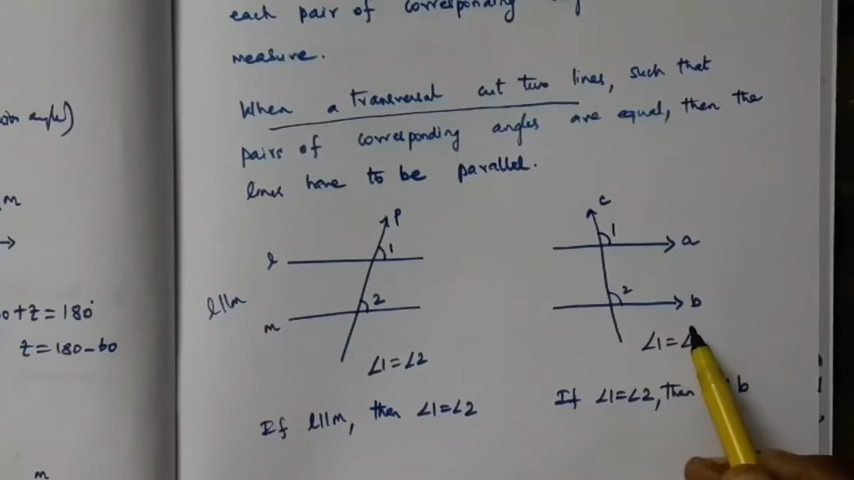 each pair of corresponding
measure.
When a transversal cut two lines, such that
pairs of corresponding angles are equal, then the
lines have to be parallel.
m
0+z=180°
z=180-60
m
p
l
1
l||m
2
m
∠1=∠2
If l||m, then ∠1=∠2
c
1
a
2
b
∠1=∠
If ∠1=∠2, then b